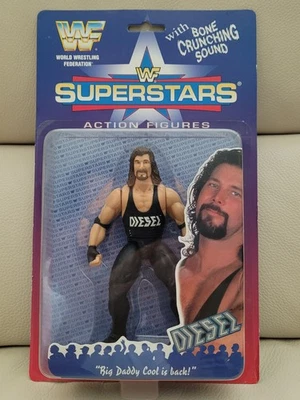 WF
WORLD WRESTLING
FEDERATION
with BONE
CRUNCHING
SOUND
WF
SUPERSTARS
ACTION FIGURES
DIESEL
DIESEL
"Big Daddy Cool is back!"